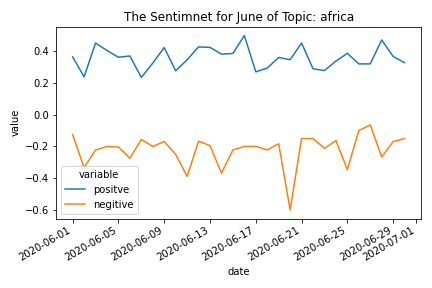 The Sentimnet for June of Topic: africa
value
0.4
0.2
0.0
−0.2
−0.4
−0.6
variable
positve
negitive
2020-06-01
2020-06-05
2020-06-09
2020-06-13
2020-06-17
2020-06-21
2020-06-25
2020-06-29
2020-07-01
date